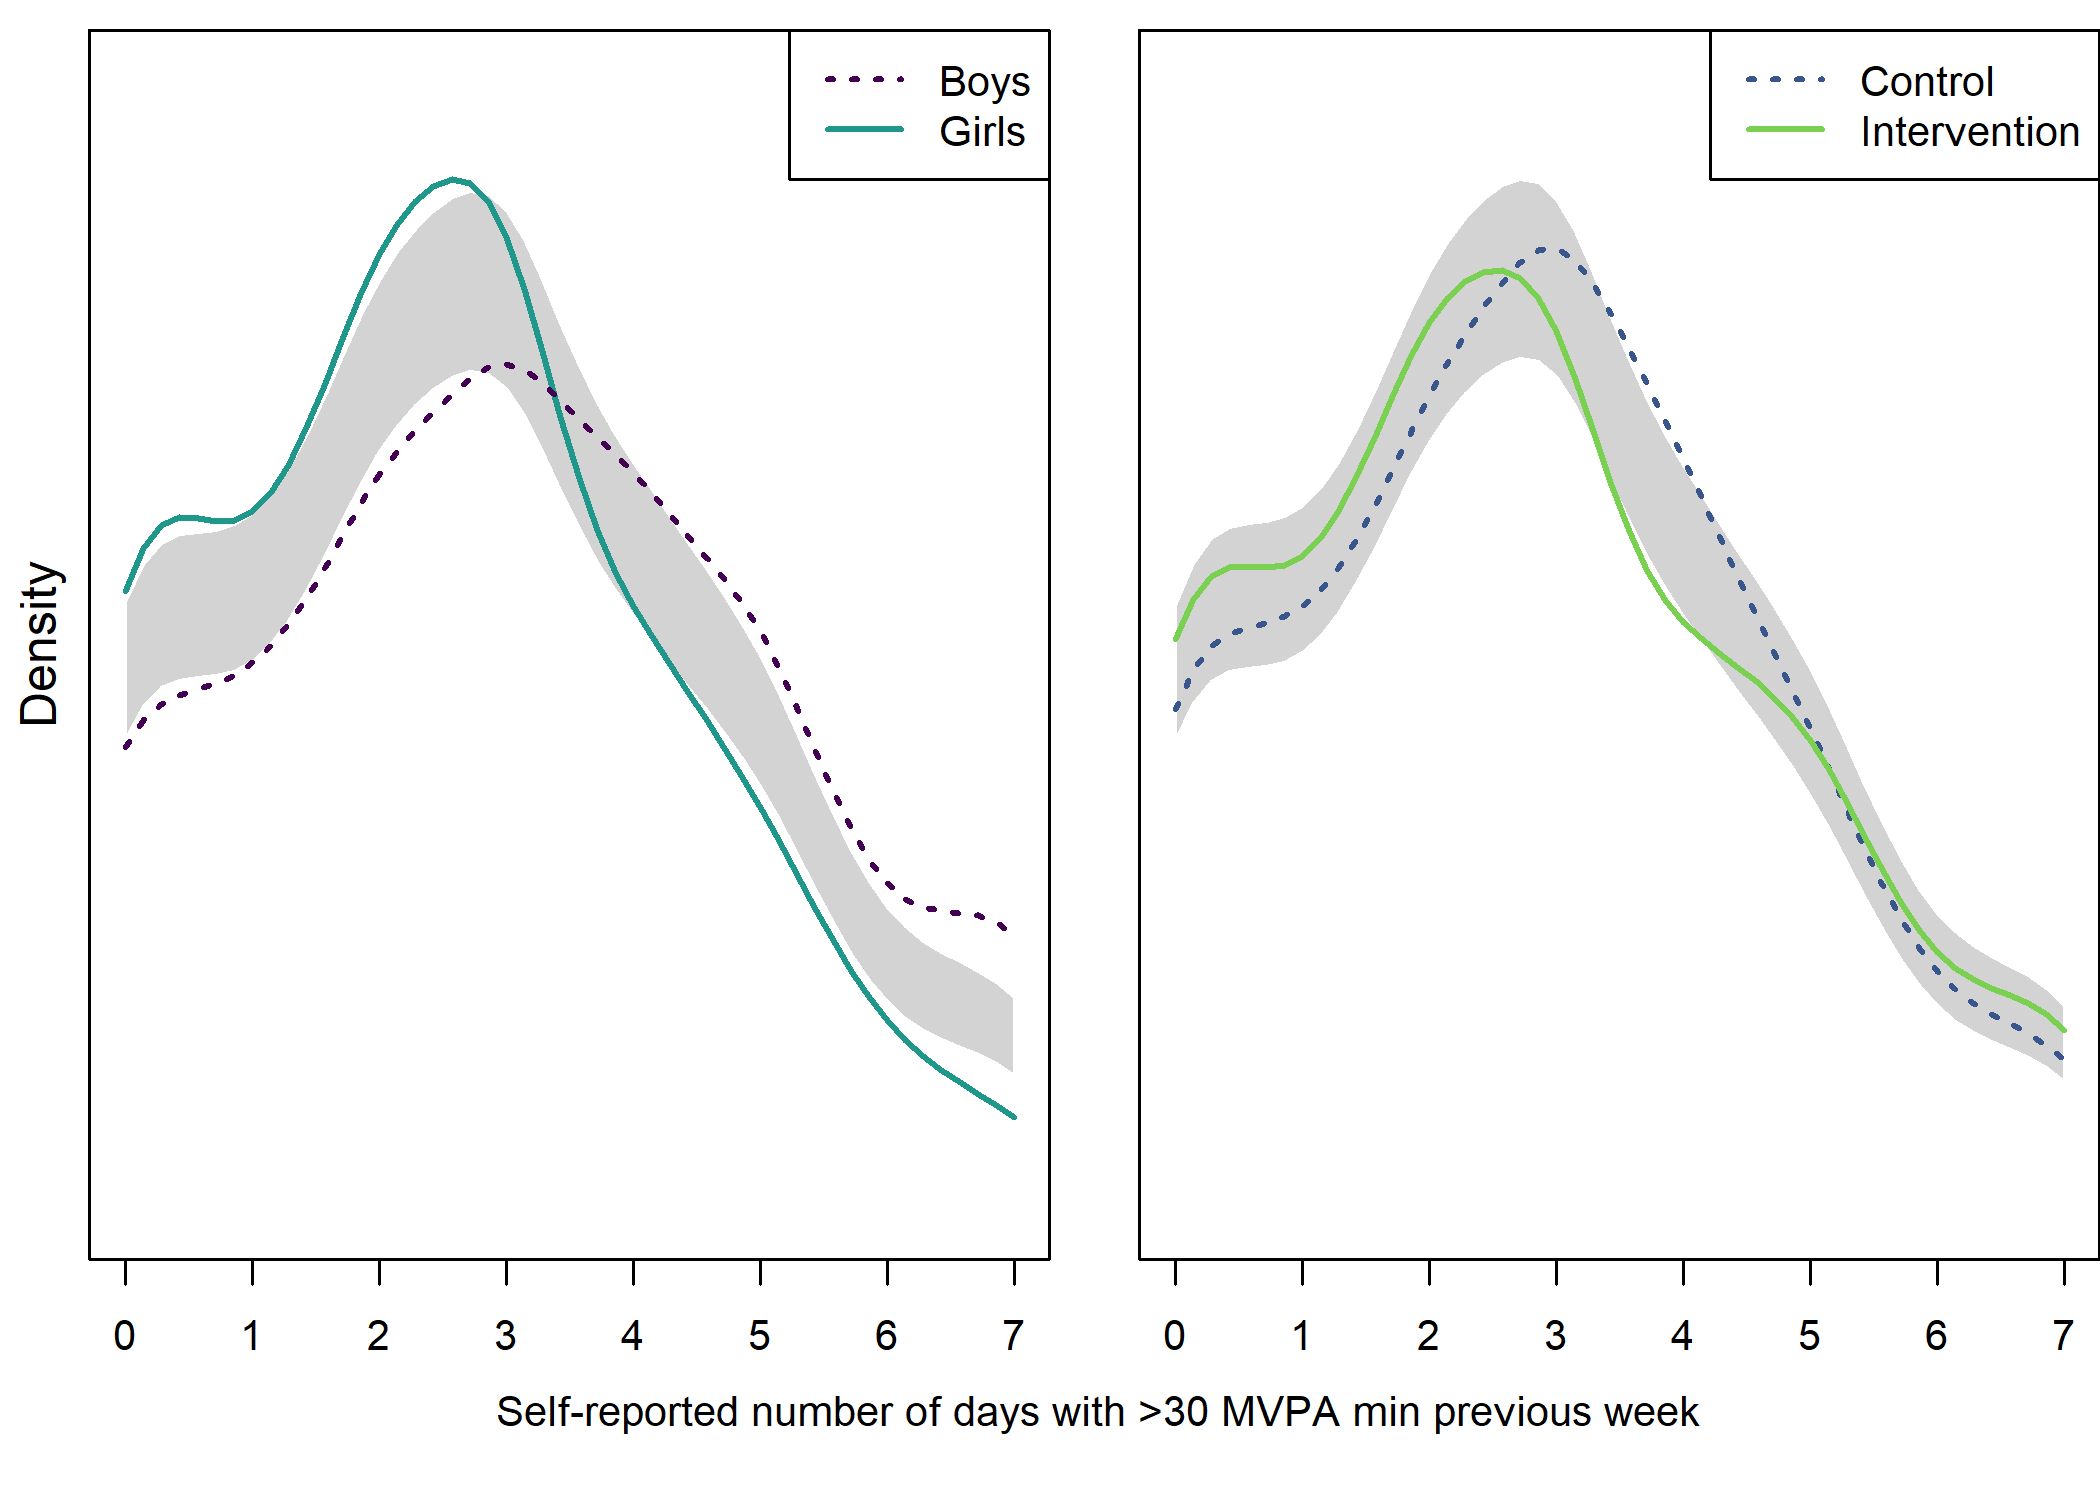 Boys
Girls
Control
Intervention
Density
0 1 2 3 4 5 6 7
0 1 2 3 4 5 6 7
Self-reported number of days with >30 MVPA min previous week